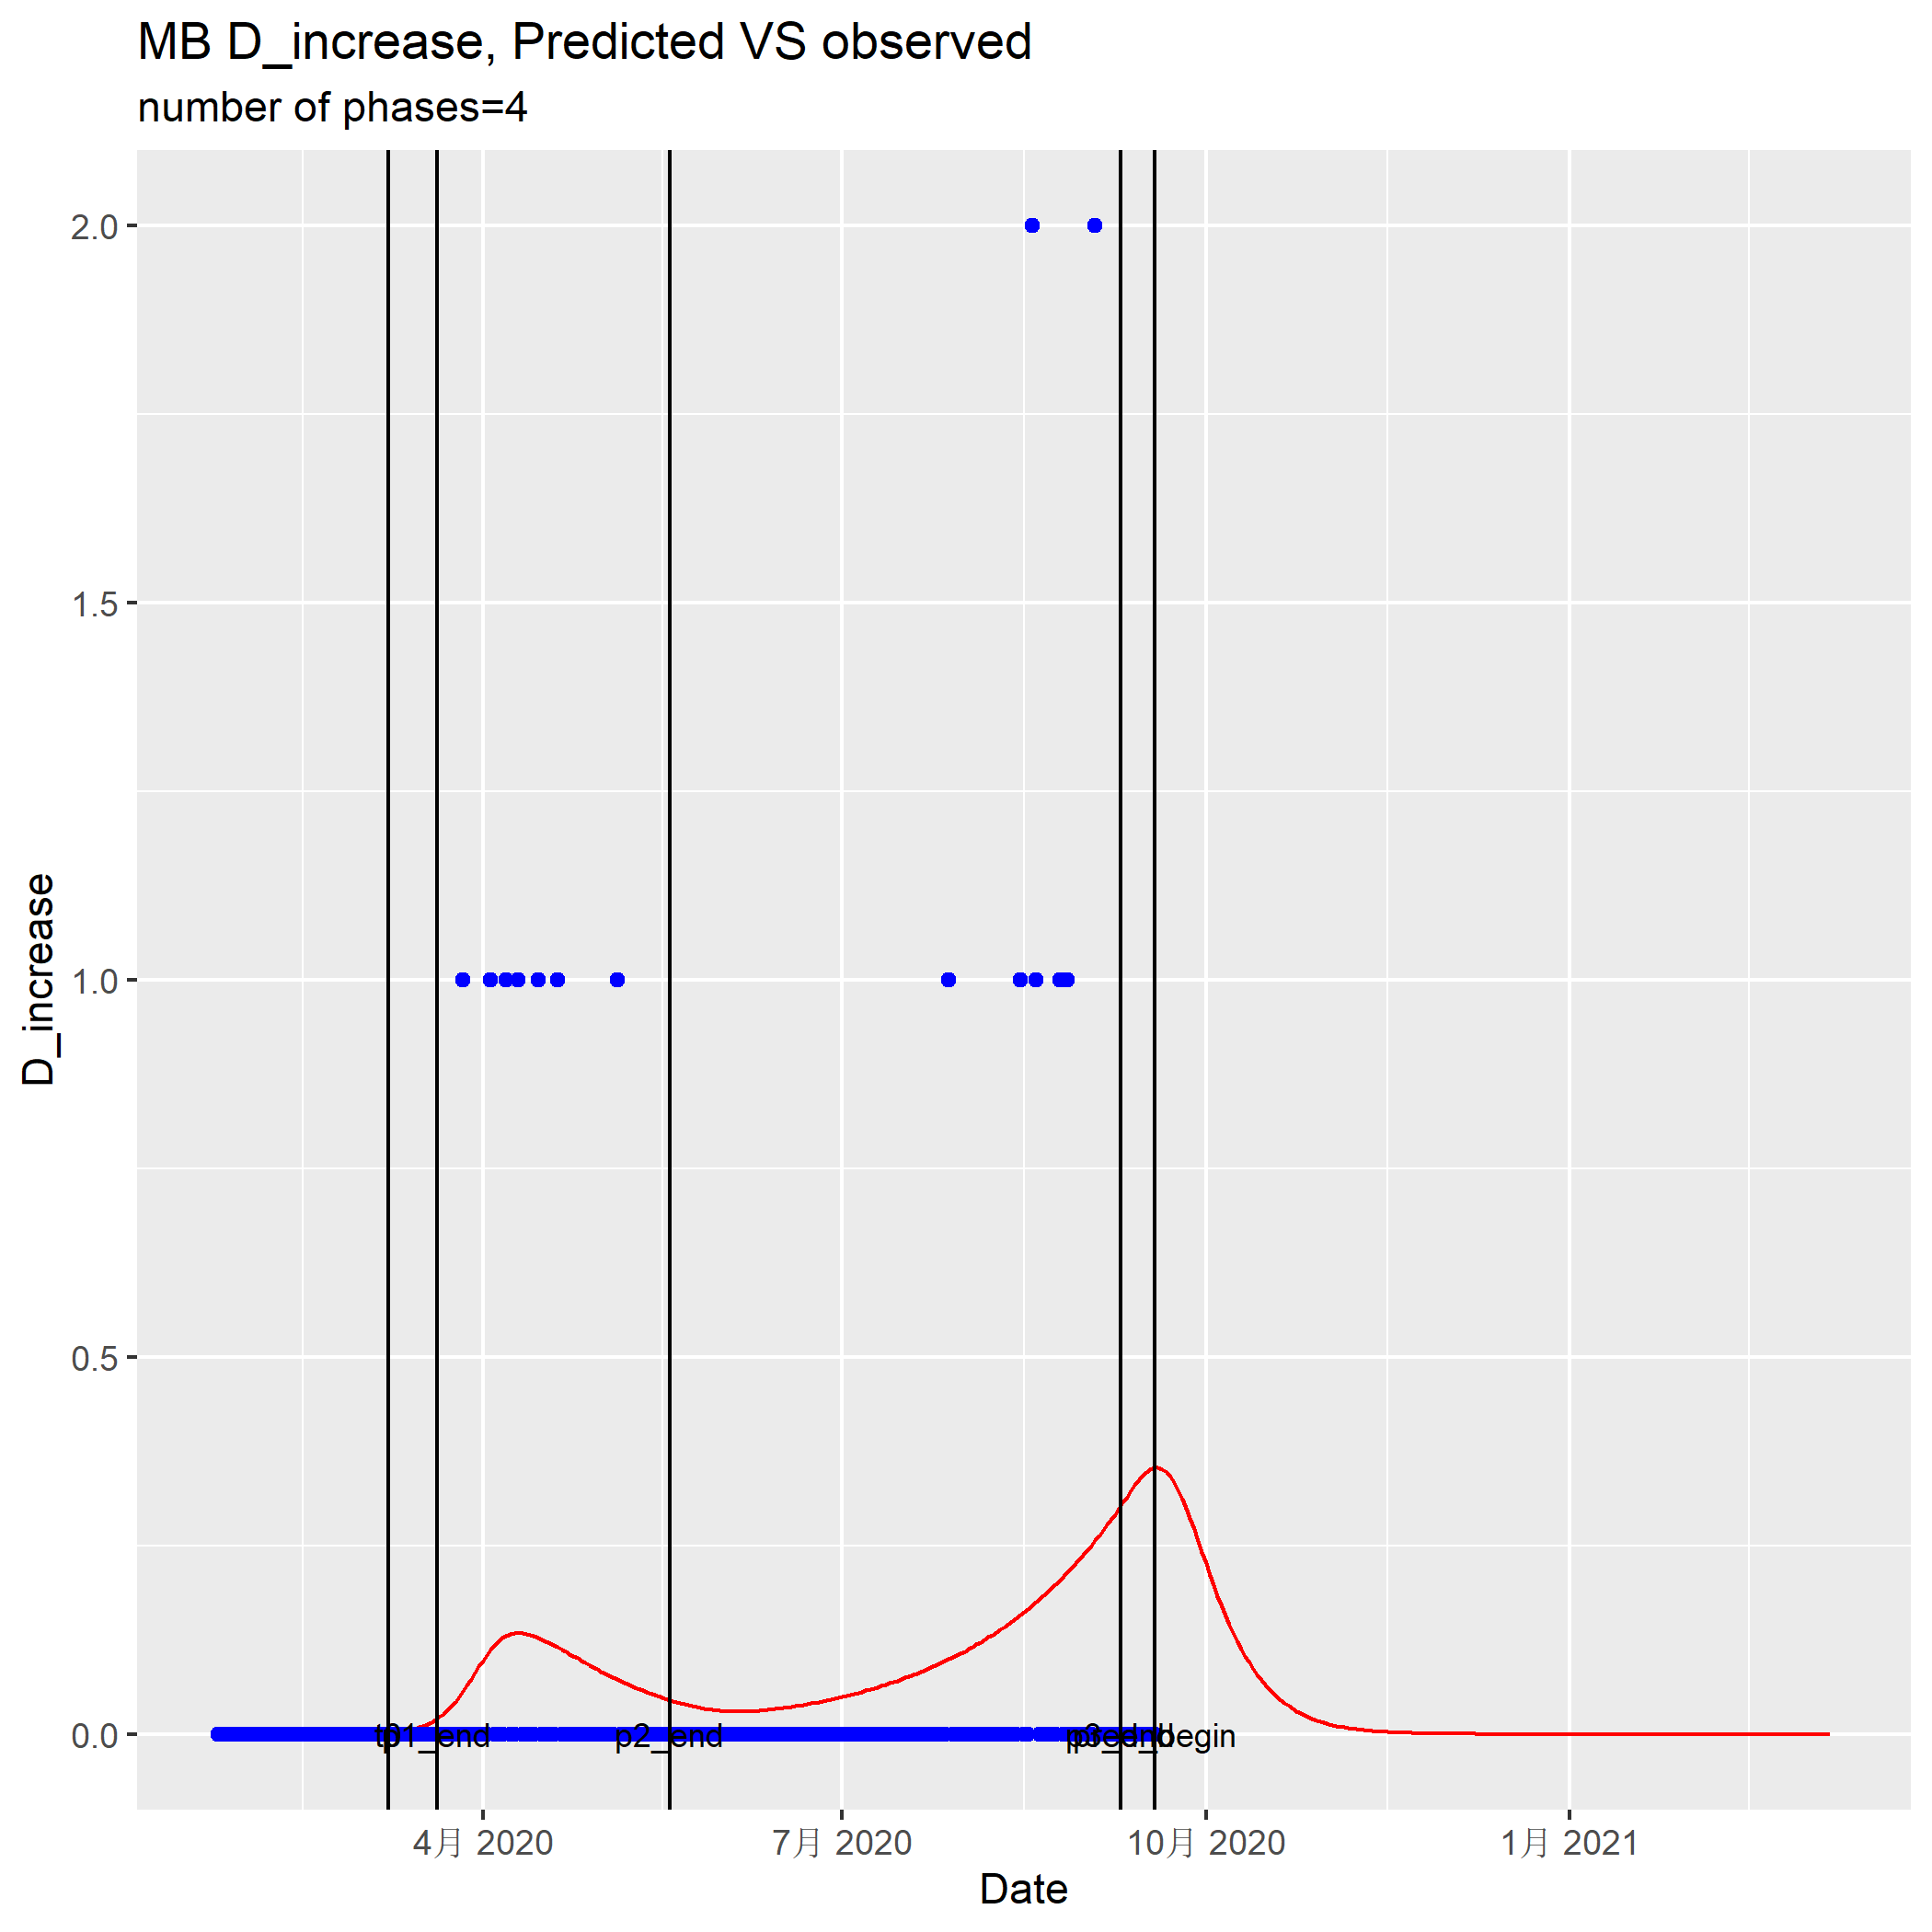 MB D_increase, Predicted VS observed
number of phases=4
D_increase
2.0
1.5
1.0
0.5
0.0
p2_end
4月 2020
7月 2020
10月 2020
1月 2021
Date